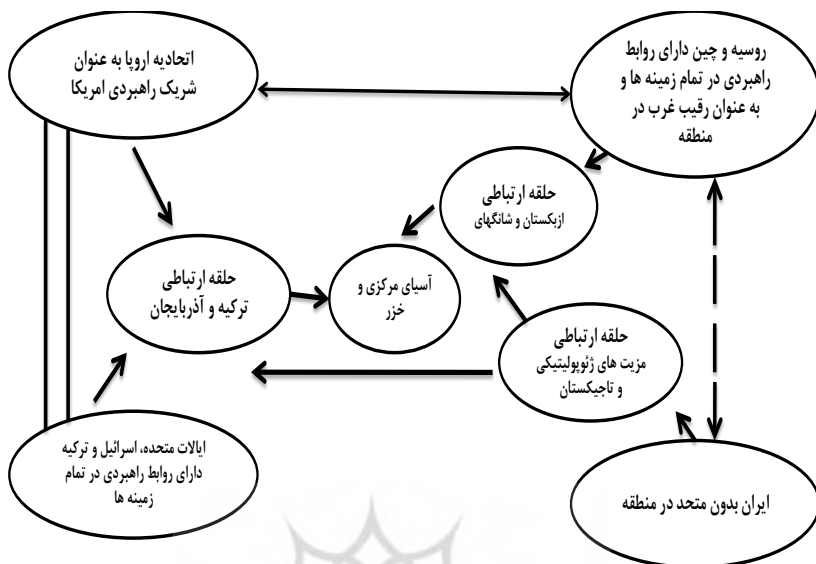 روسیه و چین دارای روابط
راهبردی در تمام زمینه ها و
به عنوان رقیب غرب در
منطقه
اتحادیه اروپا به عنوان
شریک راهبردی امریکا
حلقه ارتباطی
ازبکستان و شانگهای
حلقه ارتباطی
ترکیه و آذربایجان
آسیای مرکزی و
خزر
حلقه ارتباطی
مزیت های ژئوپولیتیکی
و تاجیکستان
ایالات متحده، اسرائیل و ترکیه
دارای روابط راهبردی در تمام
زمینه ها
ایران بدون متحد در منطقه